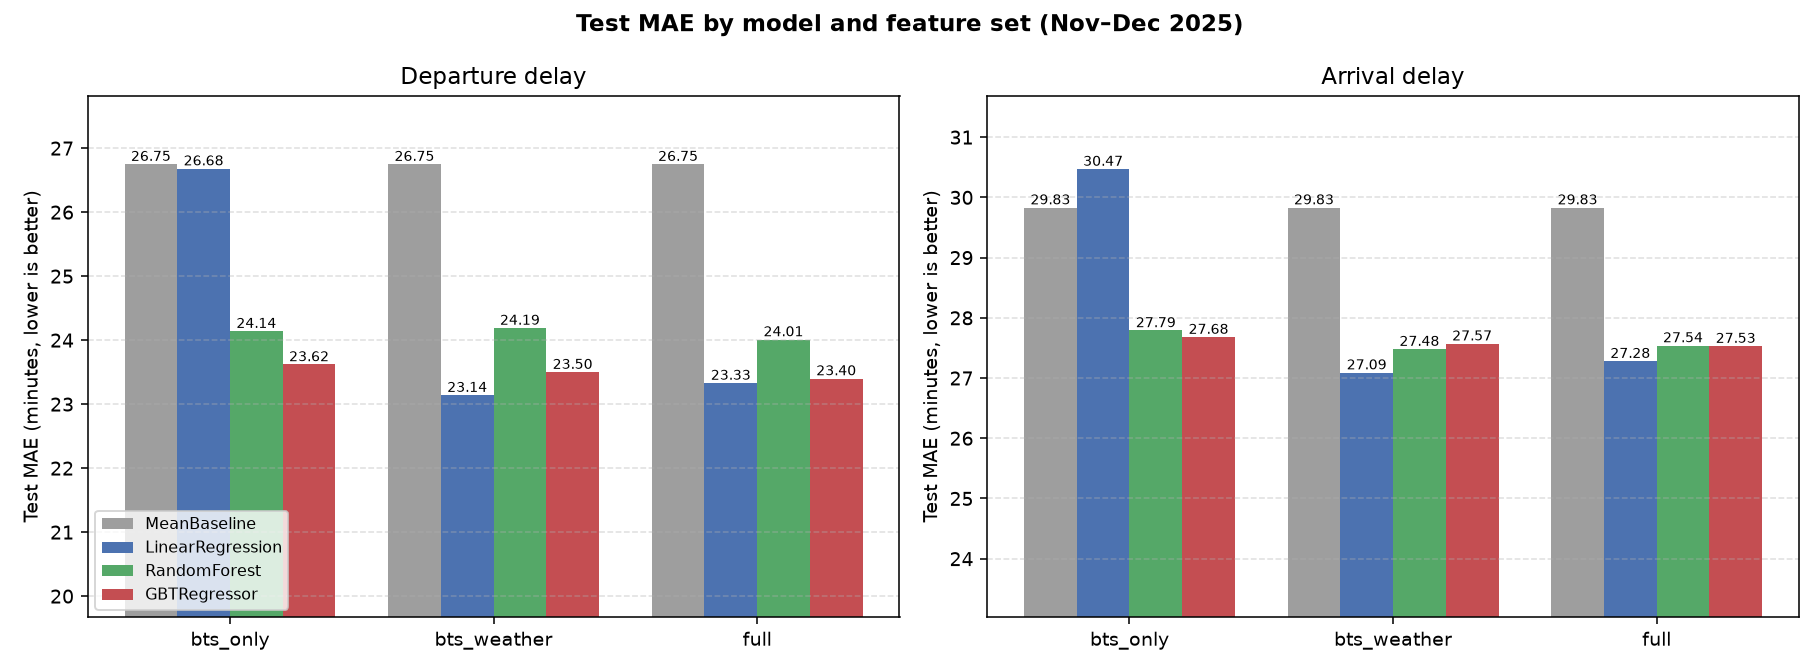 Test MAE by model and feature set (Nov–Dec 2025)
Departure delay
Test MAE (minutes, lower is better)
27
26
25
24
23
22
21
20
26.75
26.68
24.14
23.62
26.75
23.14
24.19
23.50
26.75
23.33
24.01
23.40
MeanBaseline
LinearRegression
RandomForest
GBTRegressor
bts_only
bts_weather
full
Arrival delay
Test MAE (minutes, lower is better)
31
30
29
28
27
26
25
24
29.83
30.47
27.79
27.68
29.83
27.09
27.48
27.57
29.83
27.28
27.54
27.53
bts_only
bts_weather
full